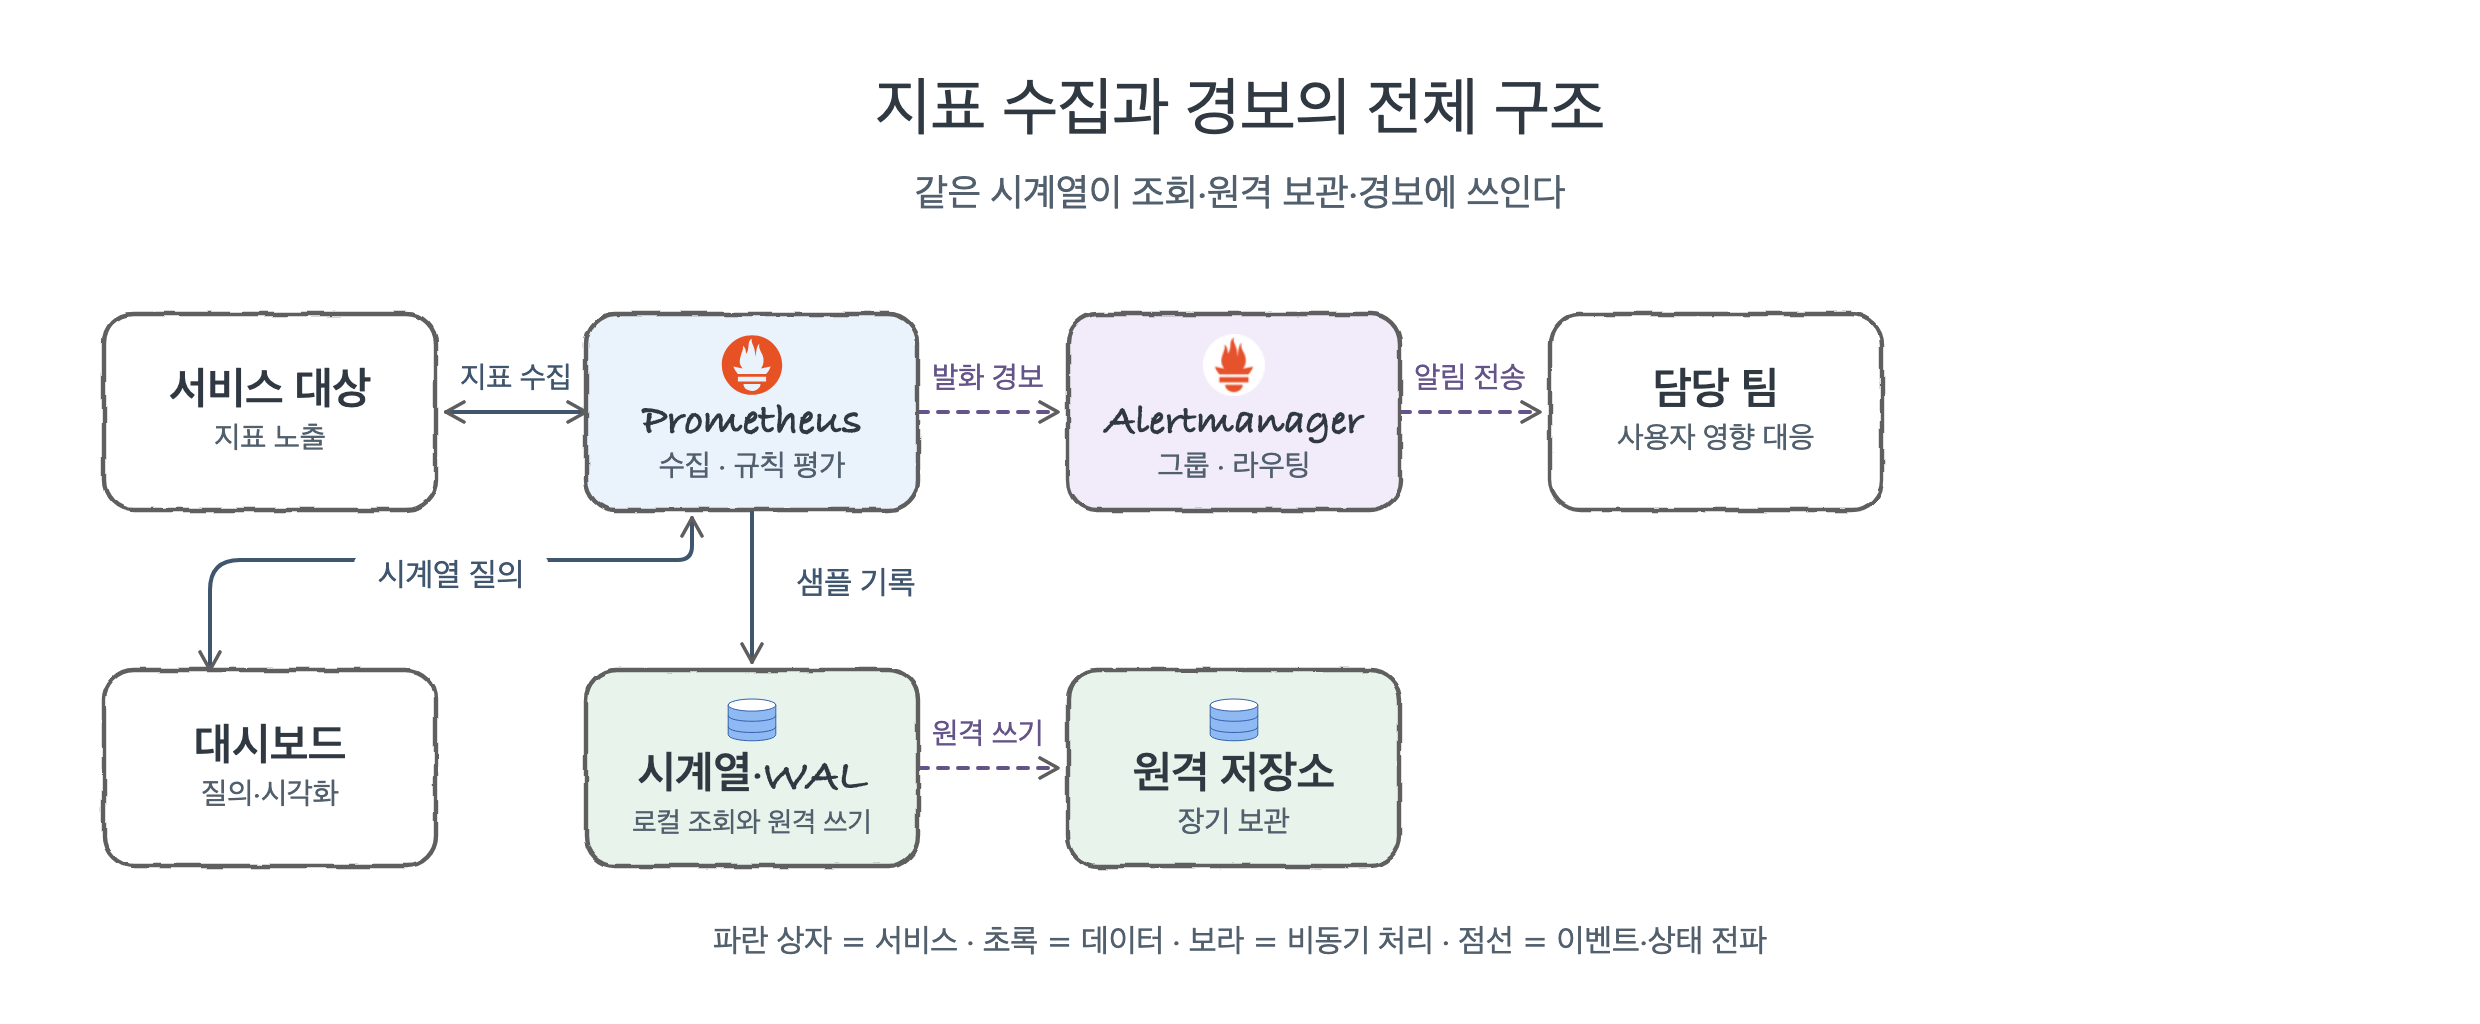 지표 수집과 경보의 전체 구조
같은 시계열이 조회·원격 보관·경보에 쓰인다
서비스 대상
지표 노출
지표 수집
Prometheus
수집 · 규칙 평가
발화 경보
Alertmanager
그룹 · 라우팅
알림 전송
담당 팀
사용자 영향 대응
시계열 질의
샘플 기록
대시보드
질의·시각화
시계열·WAL
로컬 조회와 원격 쓰기
원격 쓰기
원격 저장소
장기 보관
파란 상자 = 서비스 · 초록 = 데이터 · 보라 = 비동기 처리 · 점선 = 이벤트·상태 전파